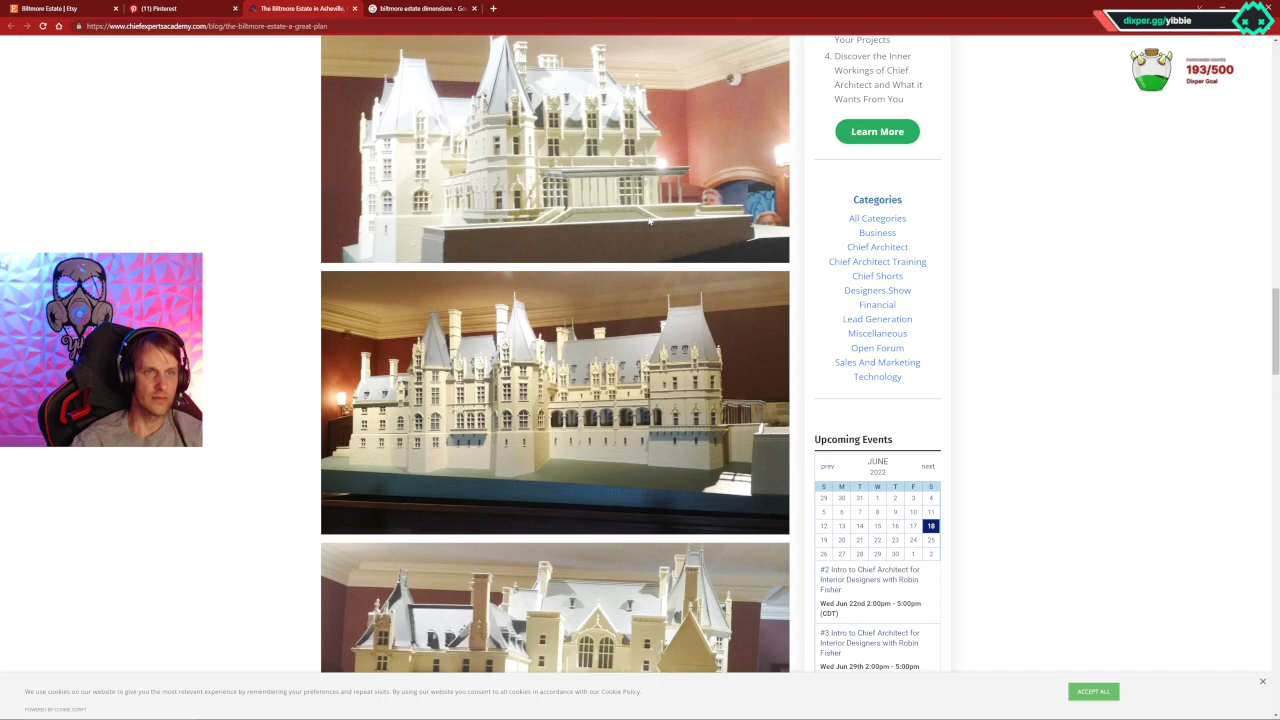 Biltmore Estate | Etsy
(11) Pinterest
The Biltmore Estate in Asheville,
biltmore estate dimensions - Go
https://www.chiefexpertsacademy.com/blog/the-biltmore-estate-a-great-plan
dixper.gg/yibbie
193/500
Dixper Goal
Your Projects
4. Discover the Inner
Workings of Chief
Architect and What it
Wants From You
Learn More
Categories
All Categories
Business
Chief Architect
Chief Architect Training
Chief Shorts
Designers Show
Financial
Lead Generation
Miscellaneous
Open Forum
Sales And Marketing
Technology
Upcoming Events
prev JUNE next
2022
S M T W T F S
29 30 31 1 2 3 4
5 6 7 8 9 10 11
12 13 14 15 16 17 18
19 20 21 22 23 24 25
26 27 28 29 30 1 2
#2 Intro to Chief Architect for
Interior Designers with Robin
Fisher
Wed Jun 22nd 2:00pm - 5:00pm
(CDT)
#3 Intro to Chief Architect for
Interior Designers with Robin
Fisher
Wed Jun 29th 2:00pm - 5:00pm
We use cookies on our website to give you the most relevant experience by remembering your preferences and repeat visits. By using our website you consent to all cookies in accordance with our Cookie Policy.
ACCEPT ALL
POWERED BY COOKIE-SCRIPT